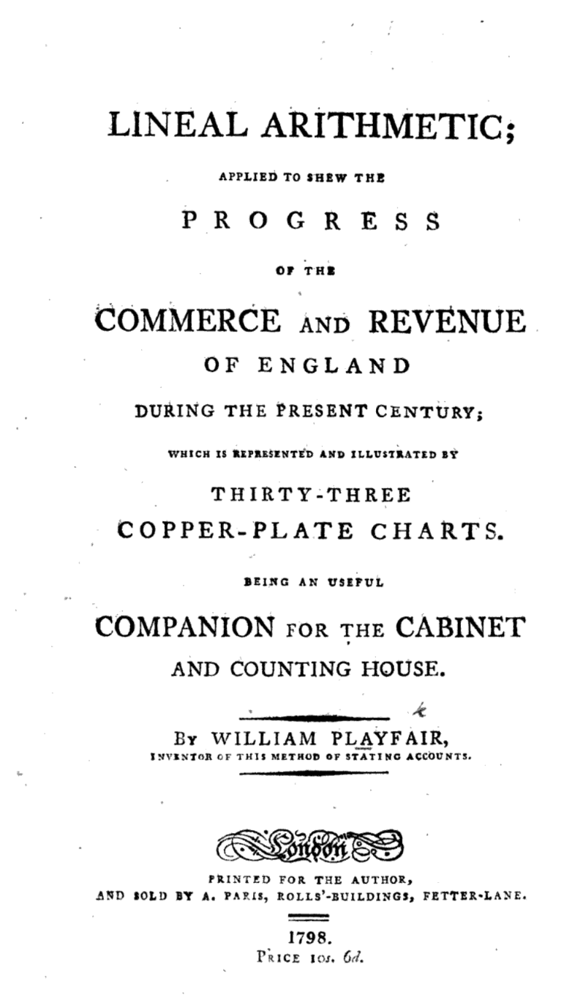 LINEAL ARITHMETIC;
APPLIED TO SHEW THE
PROGRESS
OF THE
COMMERCE AND REVENUE
OF ENGLAND
DURING THE PRESENT CENTURY;
WHICH IS REPRESENTED AND ILLUSTRATED BY
THIRTY-THREE
COPPER-PLATE CHARTS.
BEING AN USEFUL
COMPANION FOR THE CABINET
AND COUNTING HOUSE.
k
By WILLIAM PLAYFAIR,
INVENTOR OF THIS METHOD OF STATING ACCOUNTS.
London
PRINTED FOR THE AUTHOR,
AND SOLD BY A. PARIS, ROLLS'-BUILDINGS, FETTER-LANE.
1798.
PRICE 10s. 6d.